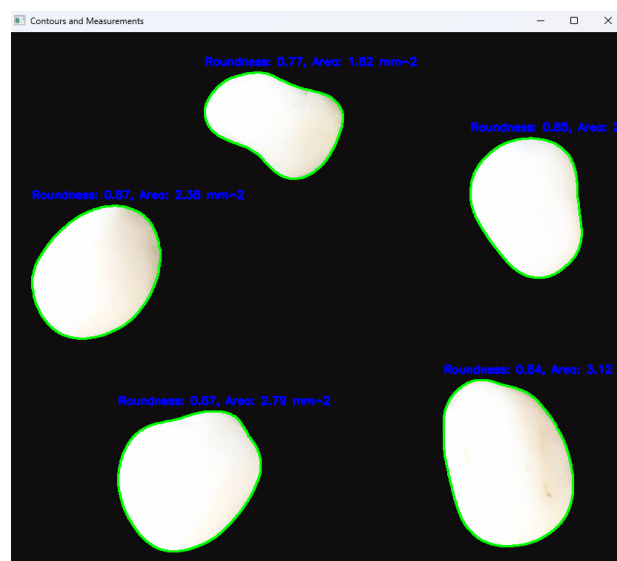 Contours and Measurements
Roundness: 0.77, Area: 1.82 mm~2
Roundness: 0.85, Area: 2
Roundness: 0.87, Area: 2.38 mm~2
Roundness: 0.84, Area: 3.12
Roundness: 0.87, Area: 2.79 mm~2